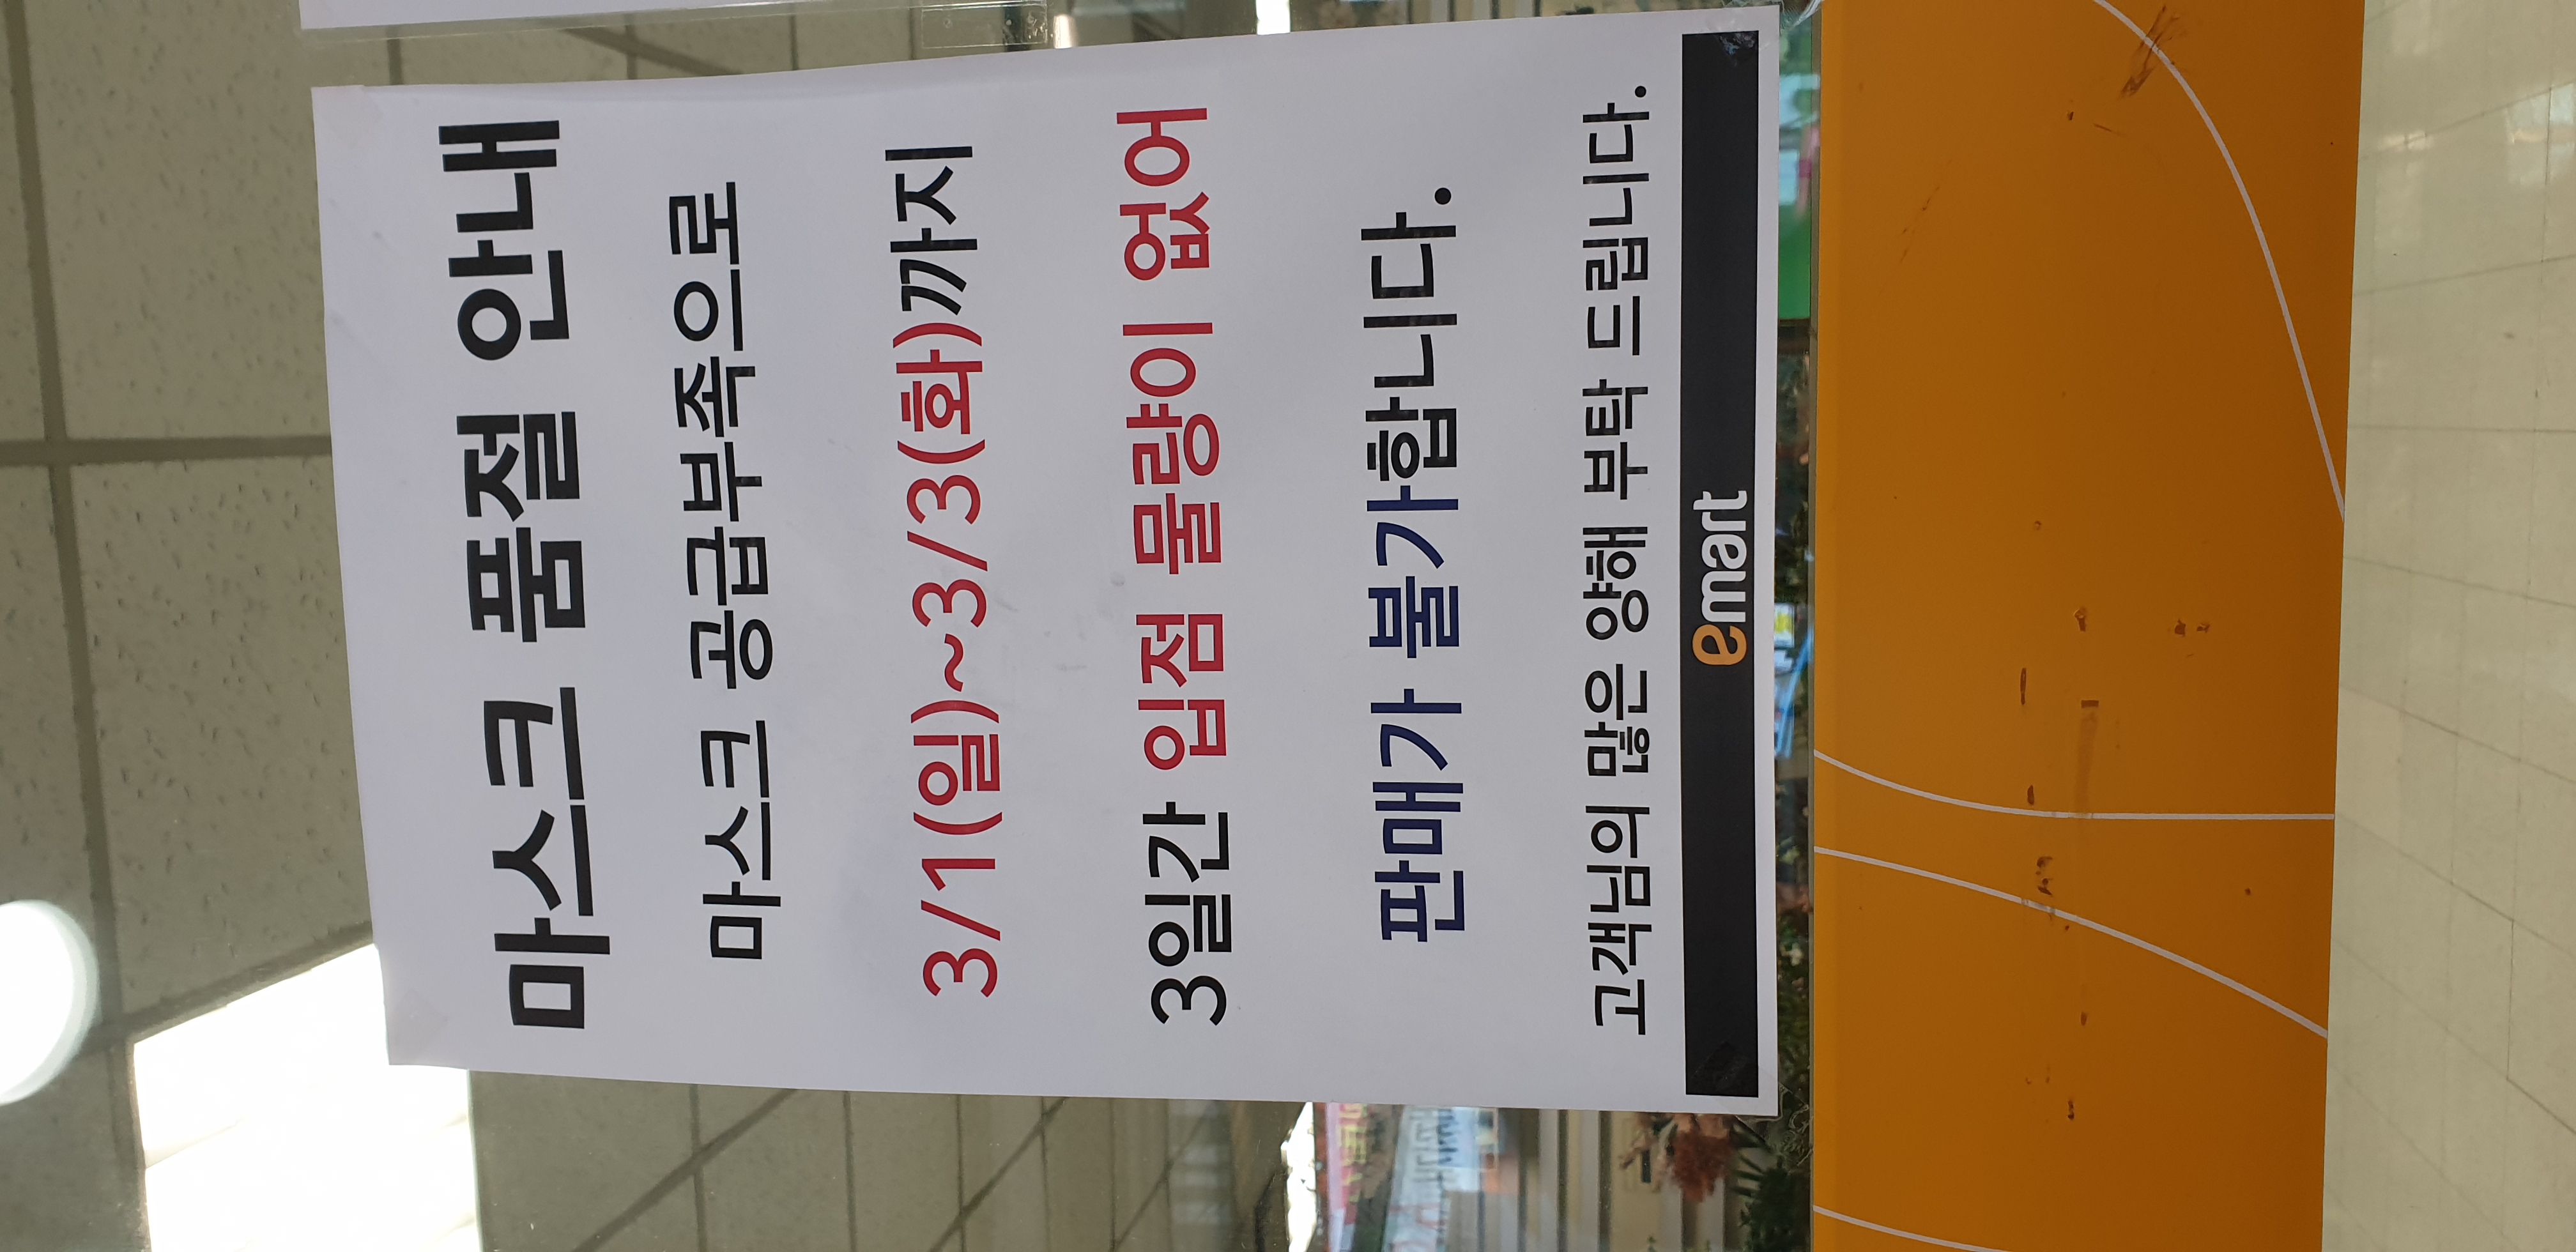 마스크 품절 안내
마스크 공급부족으로
3/1(일)~3/3(화)까지
3일간 입점 물량이 없어
판매가 불가합니다.
고객님의 많은 양해 부탁 드립니다.
emart